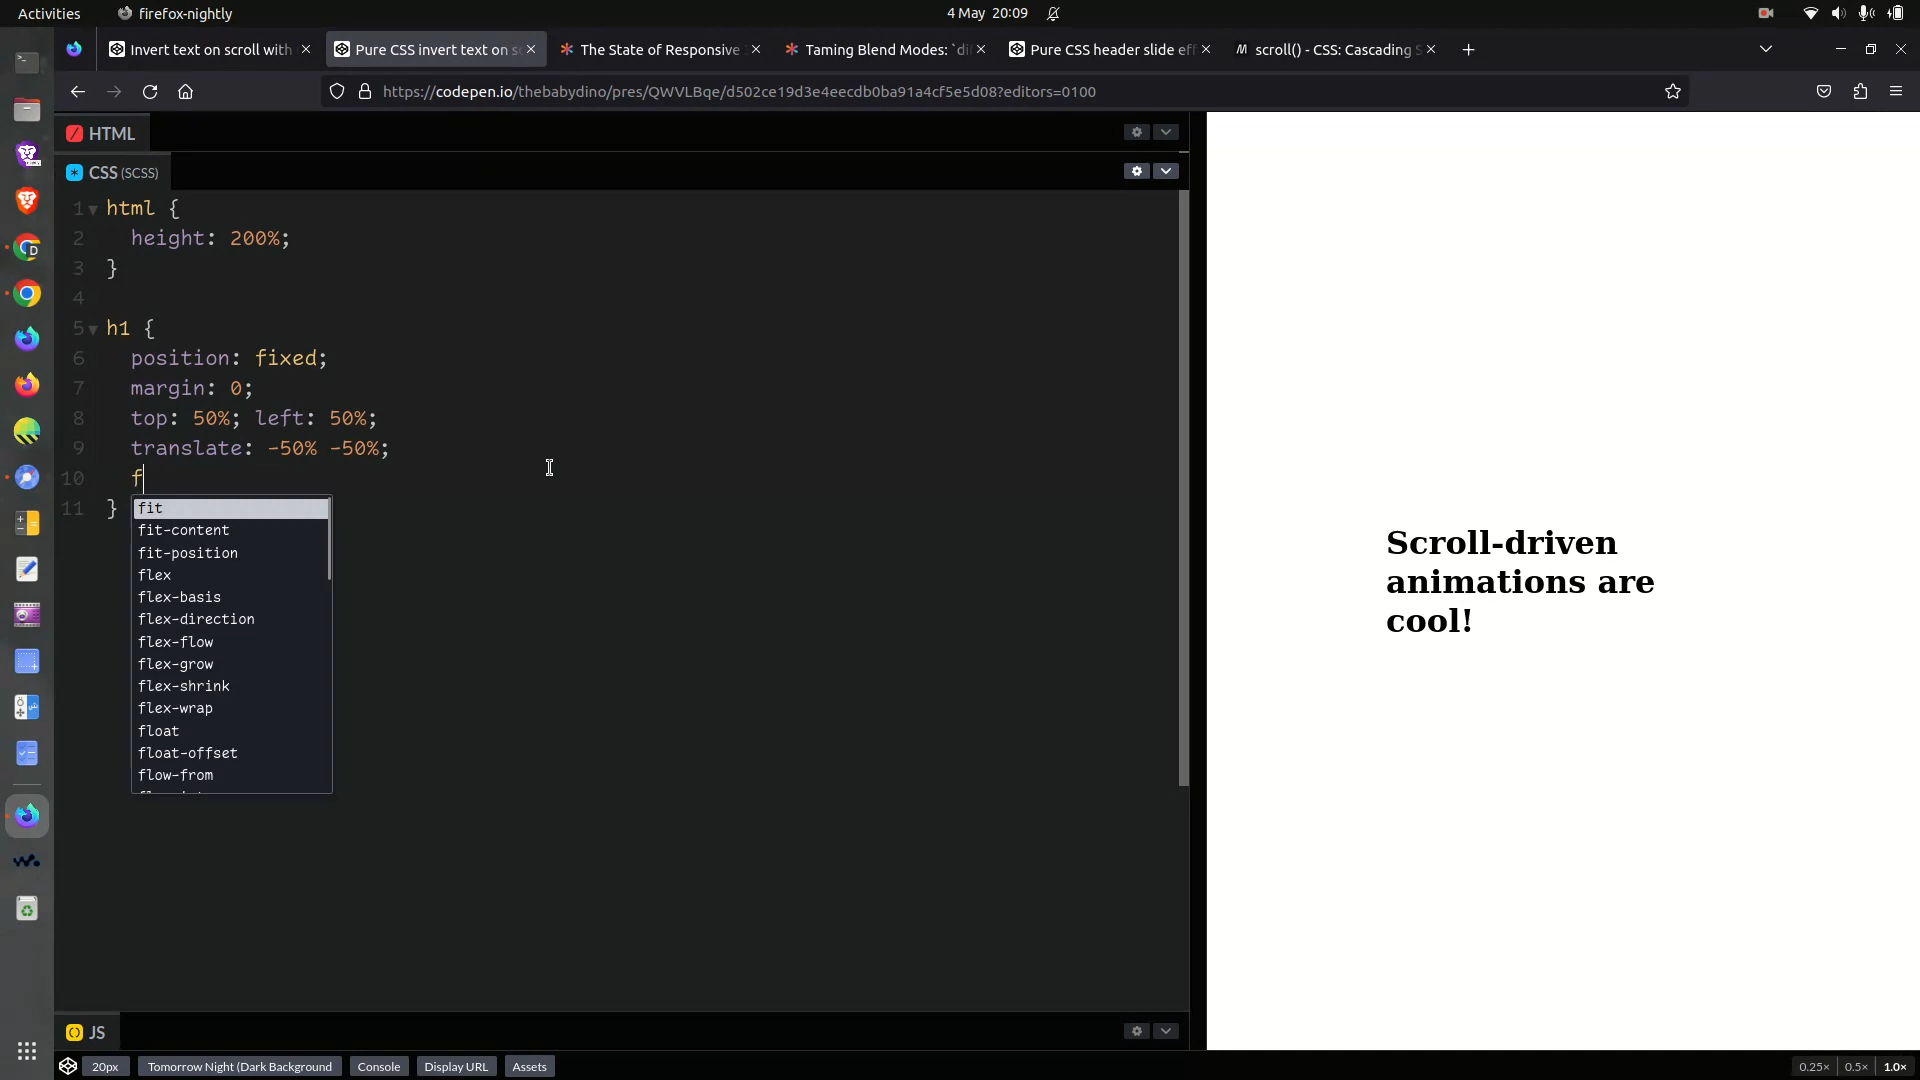 Activities firefox-nightly 4 May 20:09
Invert text on scroll with Pure CSS invert text on s The State of Responsive Taming Blend Modes: `di Pure CSS header slide eff scroll() - CSS: Cascading S
https://codepen.io/thebabydino/pres/QWVLBqe/d502ce19d3e4eecdb0ba91a4cf5e5d08?editors=0100
HTML
CSS (SCSS)
1 html {
2 height: 200%;
3 }
4
5 h1 {
6 position: fixed;
7 margin: 0;
8 top: 50%; left: 50%;
9 translate: -50% -50%;
10 f
11 }
fit
fit-content
fit-position
flex
flex-basis
flex-direction
flex-flow
flex-grow
flex-shrink
flex-wrap
float
float-offset
flow-from
Scroll-driven
animations are
cool!
JS
20px Tomorrow Night (Dark Background Console Display URL Assets 0.25× 0.5× 1.0×